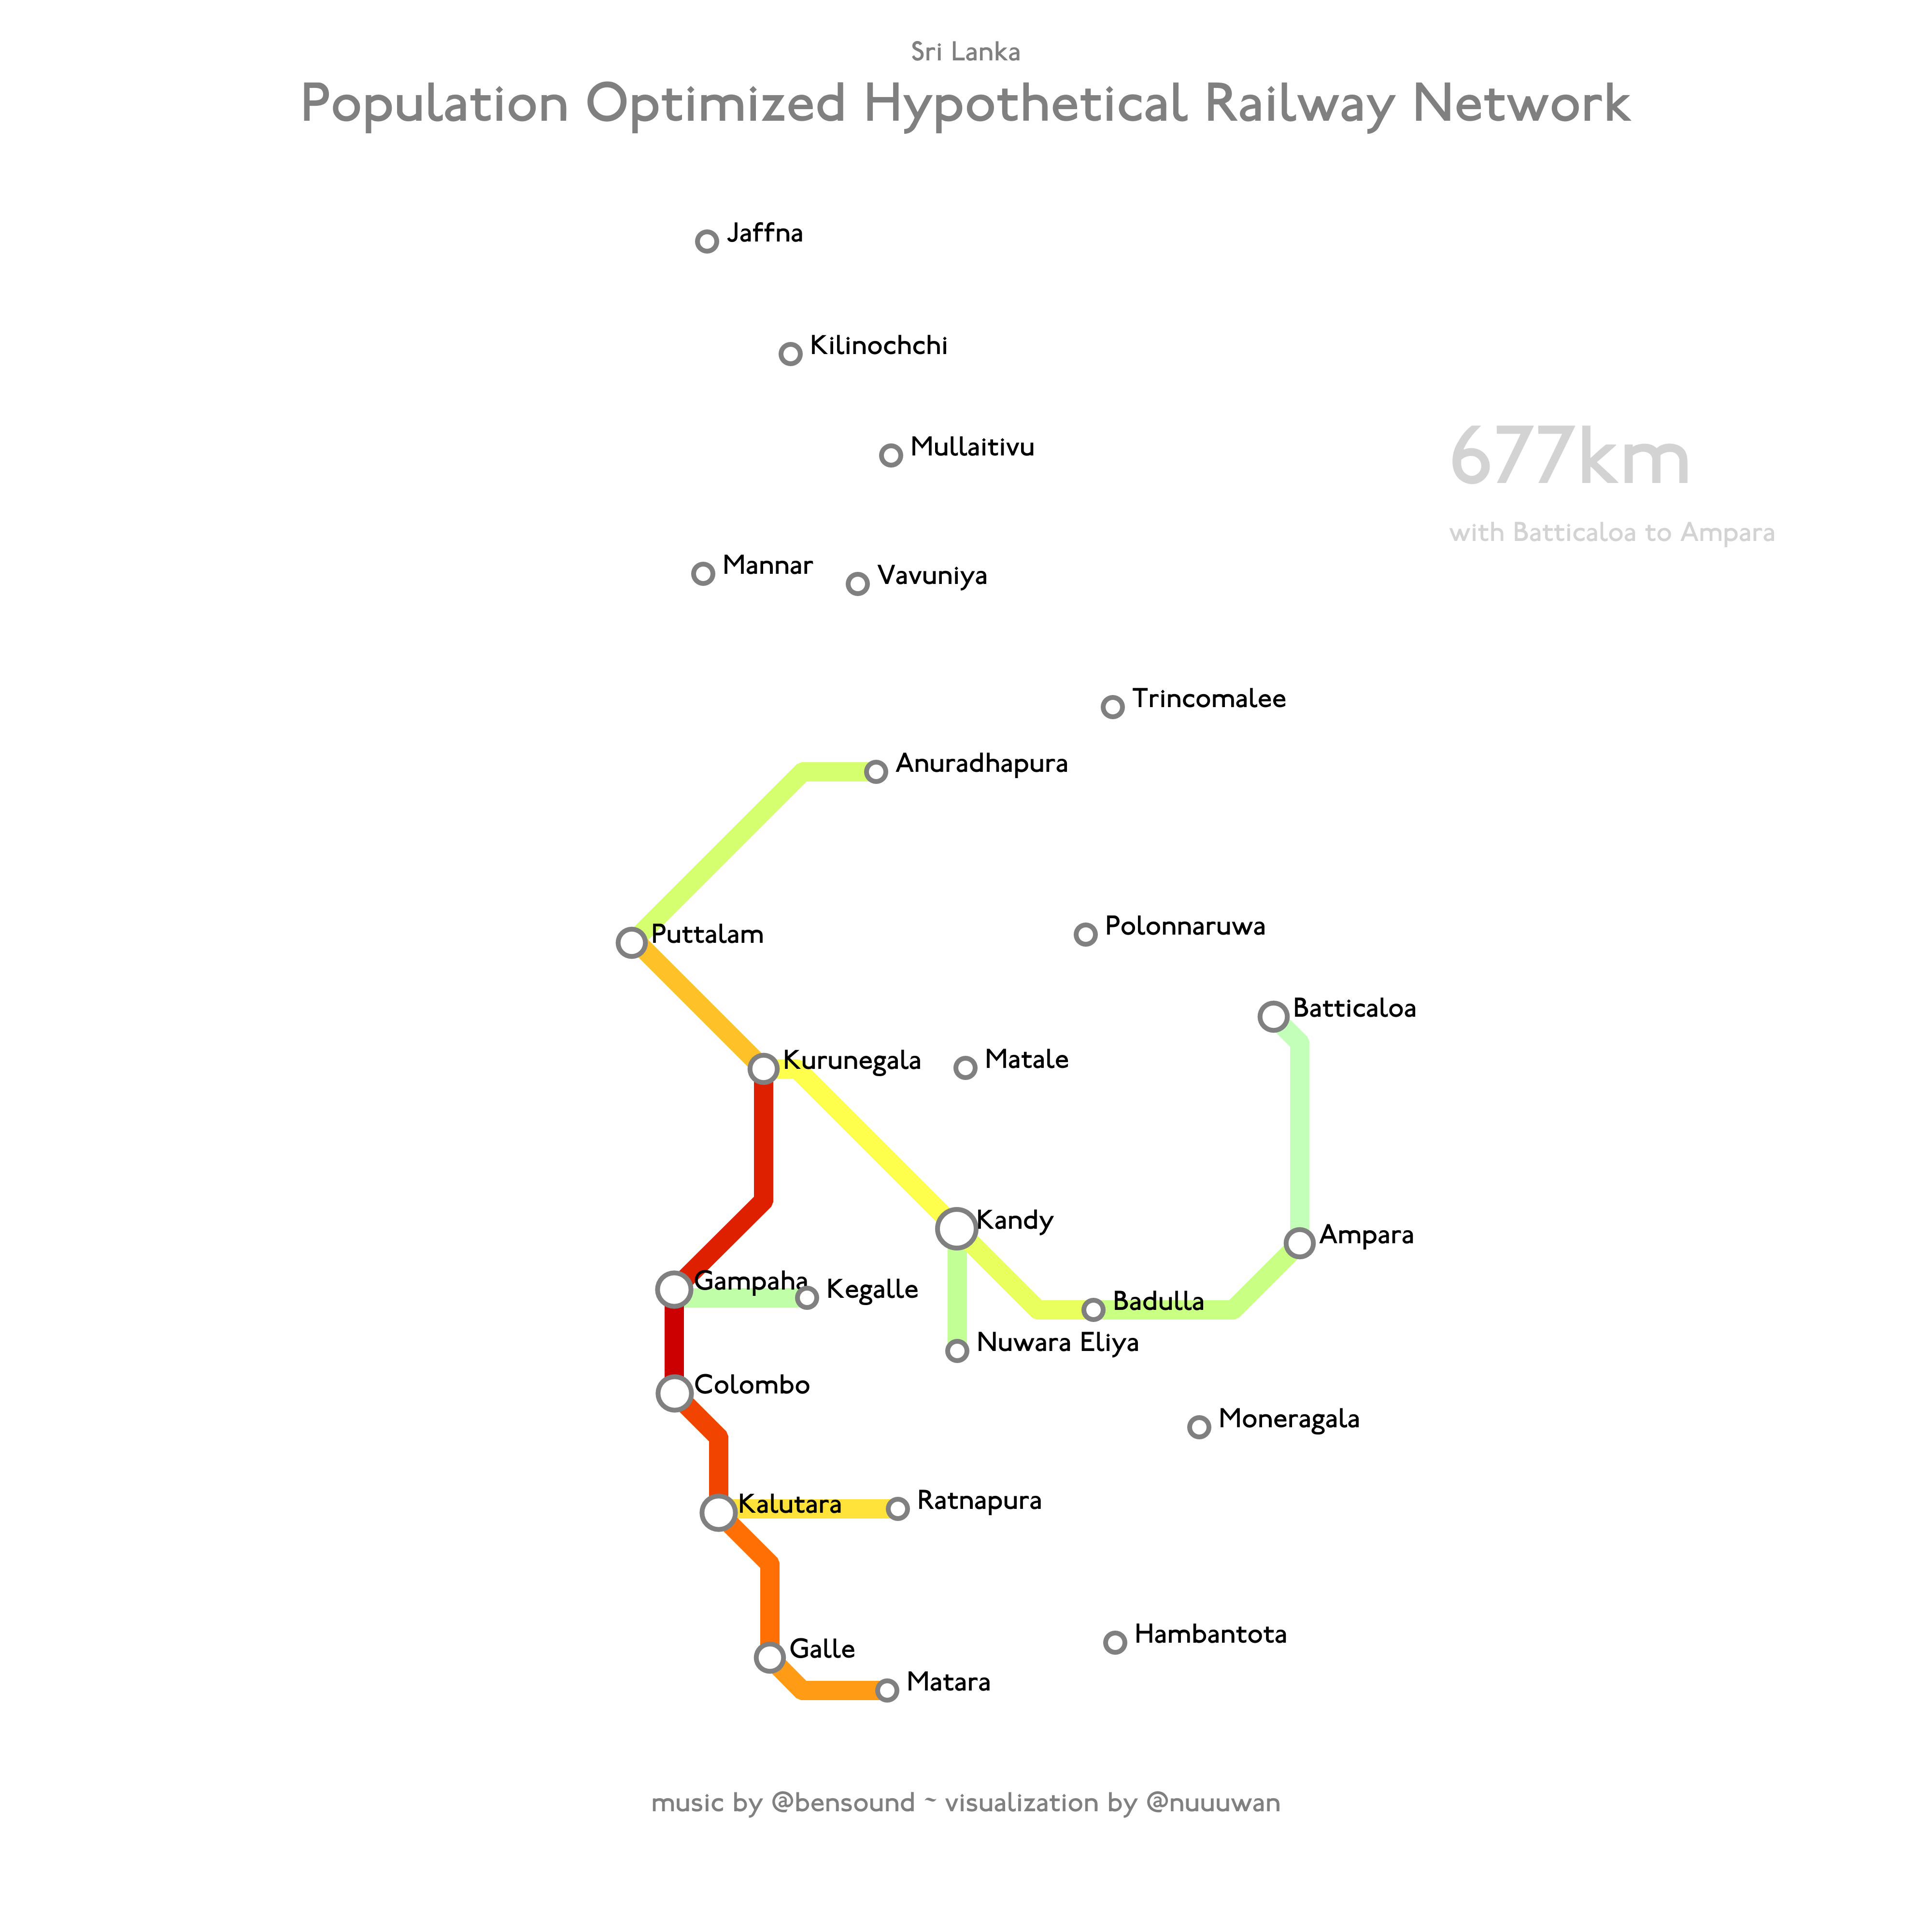 Sri Lanka
Population Optimized Hypothetical Railway Network
Jaffna
Kilinochchi
Mullaitivu
677km
with Batticaloa to Ampara
Mannar
Vavuniya
Trincomalee
Anuradhapura
Puttalam
Polonnaruwa
Batticaloa
Kurunegala
Matale
Kandy
Ampara
Gampaha
Kegalle
Badulla
Nuwara Eliya
Colombo
Moneragala
Kalutara
Ratnapura
Hambantota
Galle
Matara
music by @bensound ~ visualization by @nuuuwan